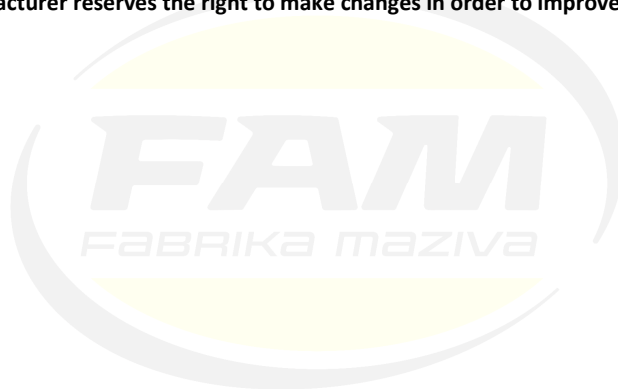 acturer reserves the right to make changes in order to improve
FAM
FABRIKA MAZIVA